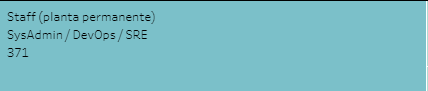 Staff (planta permanente)
SysAdmin / DevOps / SRE
371